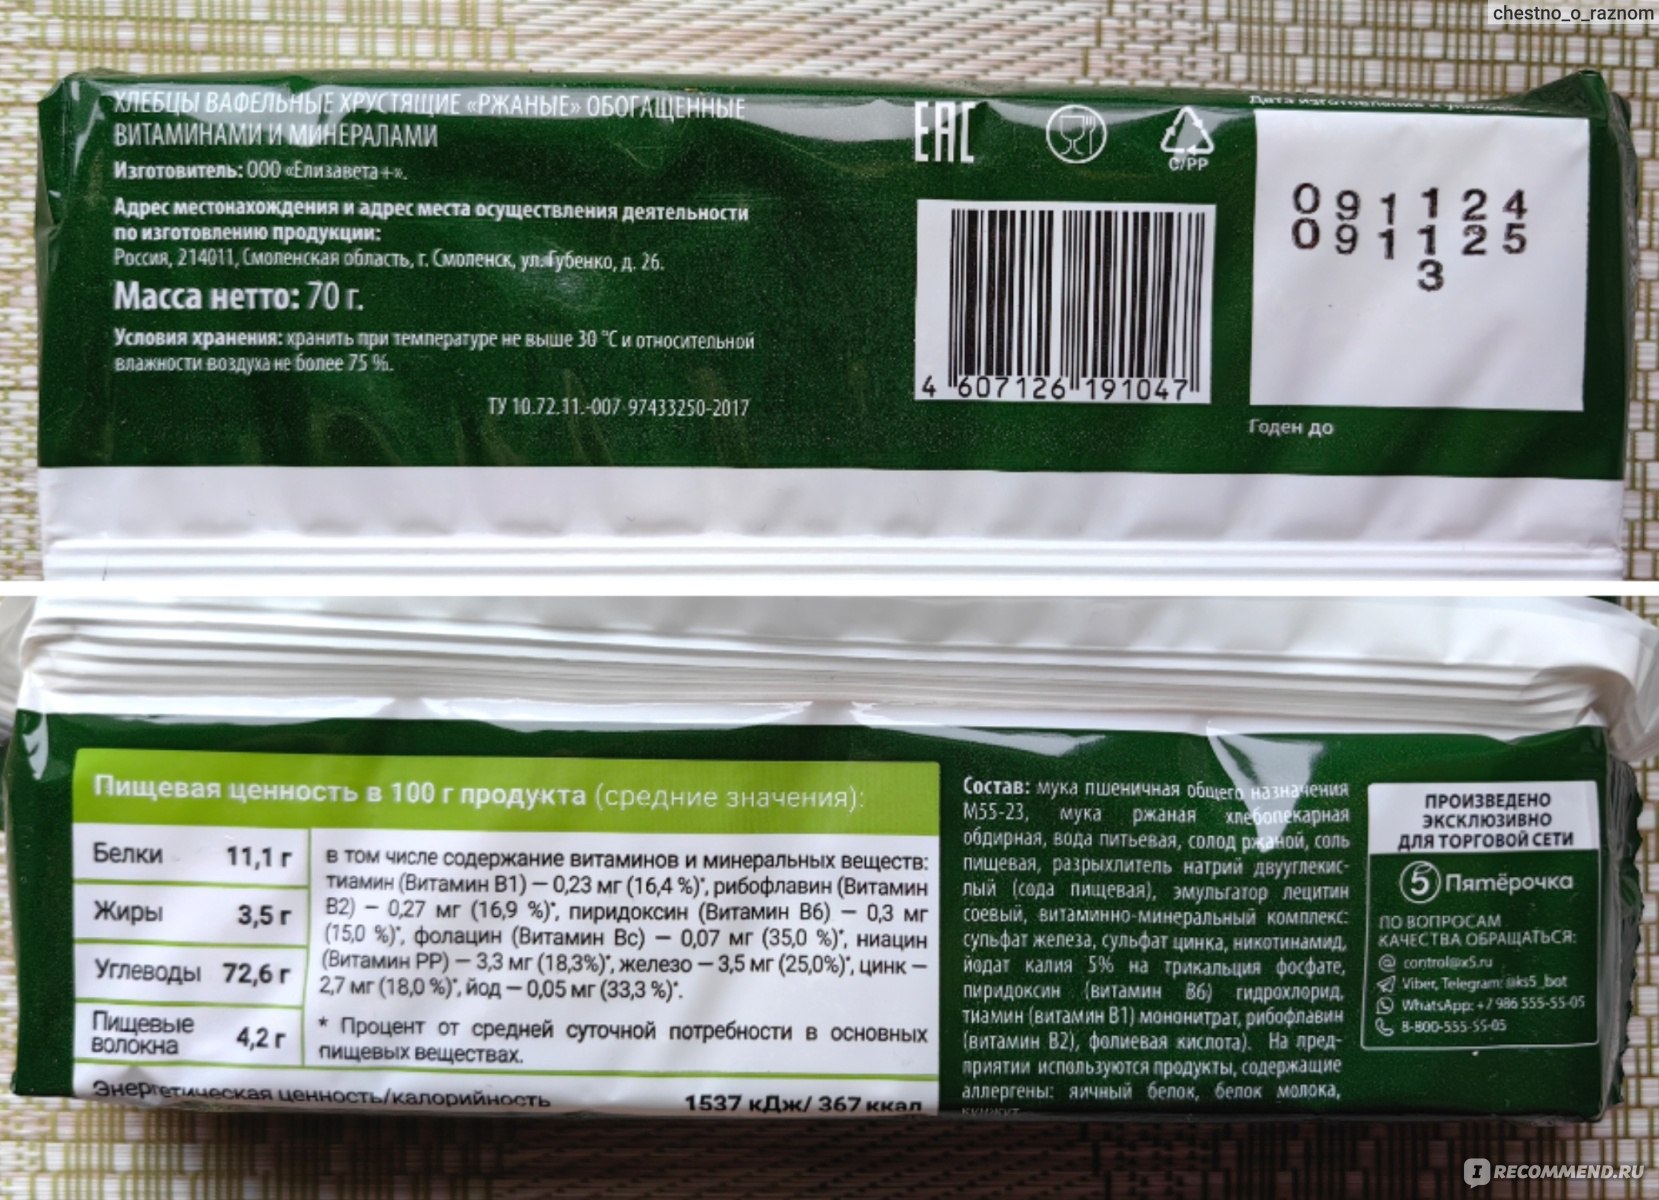 chestno_o_raznom
ХЛЕБЦЫ ВАФЕЛЬНЫЕ ХРУСТЯЩИЕ «РЖАНЫЕ» ОБОГАЩЕННЫЕ
ВИТАМИНАМИ И МИНЕРАЛАМИ
Изготовитель: ООО «Елизавета+».
Адрес местонахождения и адрес места осуществления деятельности
по изготовлению продукции:
Россия, 214011, Смоленская область, г. Смоленск, ул. Губенко, д. 26.
Масса нетто: 70 г.
Условия хранения: хранить при температуре не выше 30 °С и относительной
влажности воздуха не более 75 %.
ТУ 10.72.11.-007-97433250-2017
ЕАС
C/PP
4 607126 191047
Дата изготовления и
091124
091125
3
Годен до
Пищевая ценность в 100 г продукта (средние значения):
Белки 11,1 г
Жиры 3,5 г
Углеводы 72,6 г
Пищевые
волокна 4,2 г
в том числе содержание витаминов и минеральных веществ:
тиамин (Витамин В1) – 0,23 мг (16,4 %)*, рибофлавин (Витамин
В2) – 0,27 мг (16,9 %)*, пиридоксин (Витамин В6) – 0,3 мг
(15,0 %)*, фолацин (Витамин Вс) – 0,07 мг (35,0 %)*, ниацин
(Витамин РР) – 3,3 мг (18,3%)*, железо – 3,5 мг (25,0%)*, цинк –
2,7 мг (18,0 %)*, йод – 0,05 мг (33,3 %)*.
* Процент от средней суточной потребности в основных
пищевых веществах.
Энергетическая ценность/калорийность 1537 кДж/ 367 ккал
Состав: мука пшеничная общего назначения
М55-23, мука ржаная хлебопекарная
обдирная, вода питьевая, солод ржаной, соль
пищевая, разрыхлитель натрий двууглекис-
лый (сода пищевая), эмульгатор лецитин
соевый, витаминно-минеральный комплекс:
сульфат железа, сульфат цинка, никотинамид,
йодат калия 5% на трикальция фосфате,
пиридоксин (витамин В6) гидрохлорид,
тиамин (витамин В1) мононитрат, рибофлавин
(витамин В2), фолиевая кислота). На пред-
приятии используются продукты, содержащие
аллергены: яичный белок, белок молока,
кунжут.
ПРОИЗВЕДЕНО
ЭКСКЛЮЗИВНО
ДЛЯ ТОРГОВОЙ СЕТИ
5 Пятёрочка
ПО ВОПРОСАМ
КАЧЕСТВА ОБРАЩАТЬСЯ:
control@x5.ru
Viber, Telegram: @ks5_bot
WhatsApp: +7 986 555-55-05
8-800-555-55-05
IRECOMMEND.RU